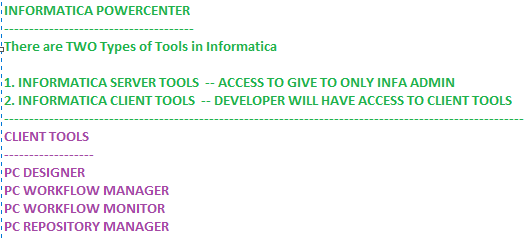 INFORMATICA POWERCENTER
--------------------------------------
There are TWO Types of Tools in Informatica
1. INFORMATICA SERVER TOOLS -- ACCESS TO GIVE TO ONLY INFA ADMIN
2. INFORMATICA CLIENT TOOLS -- DEVELOPER WILL HAVE ACCESS TO CLIENT TOOLS
--------------------------------------------------------------------------------------------------------
CLIENT TOOLS
------------------
PC DESIGNER
PC WORKFLOW MANAGER
PC WORKFLOW MONITOR
PC REPOSITORY MANAGER